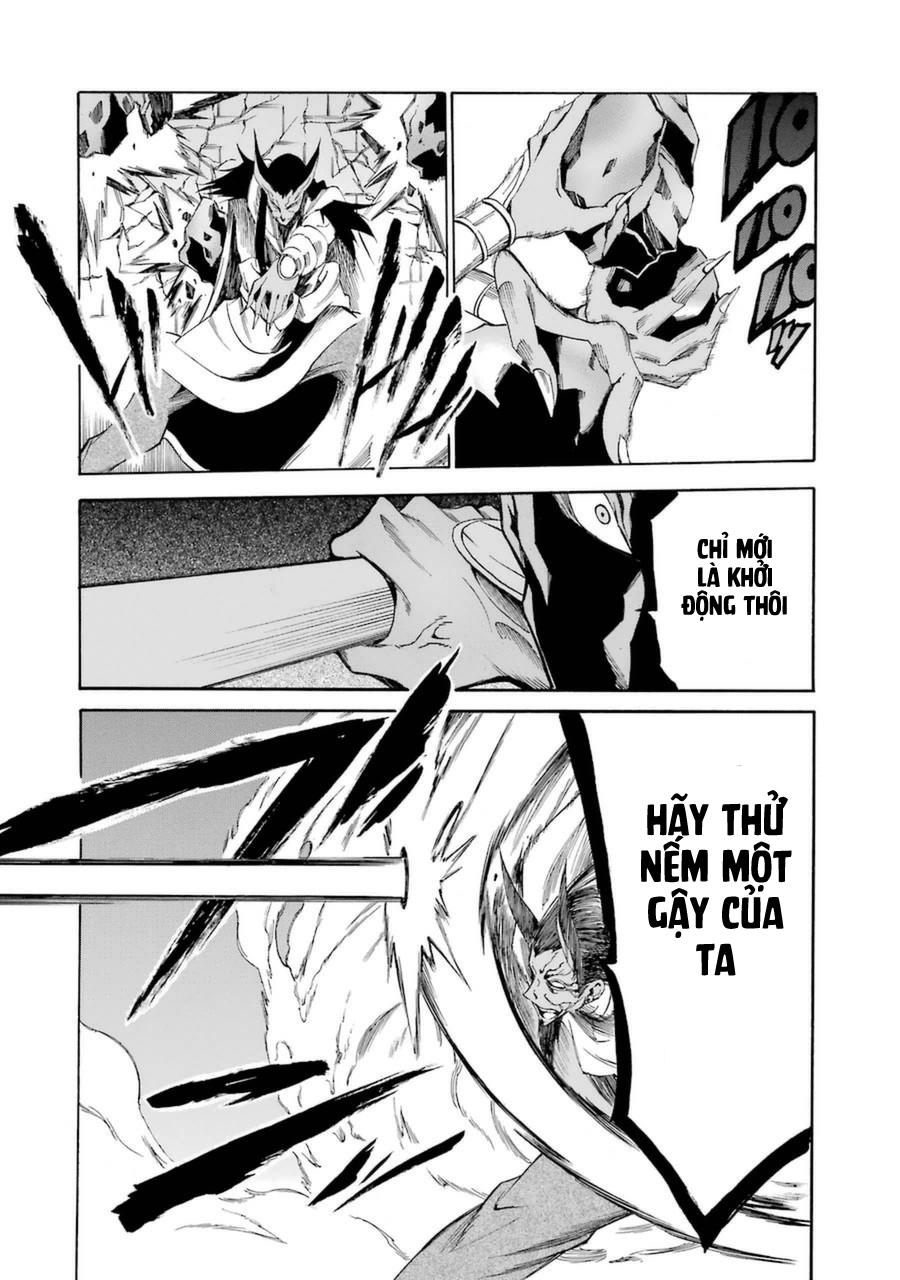 CHỈ MỚI
LÀ KHỞI
ĐỘNG THÔI
HÃY THỬ
NẾM MỘT
GẬY CỦA
TA